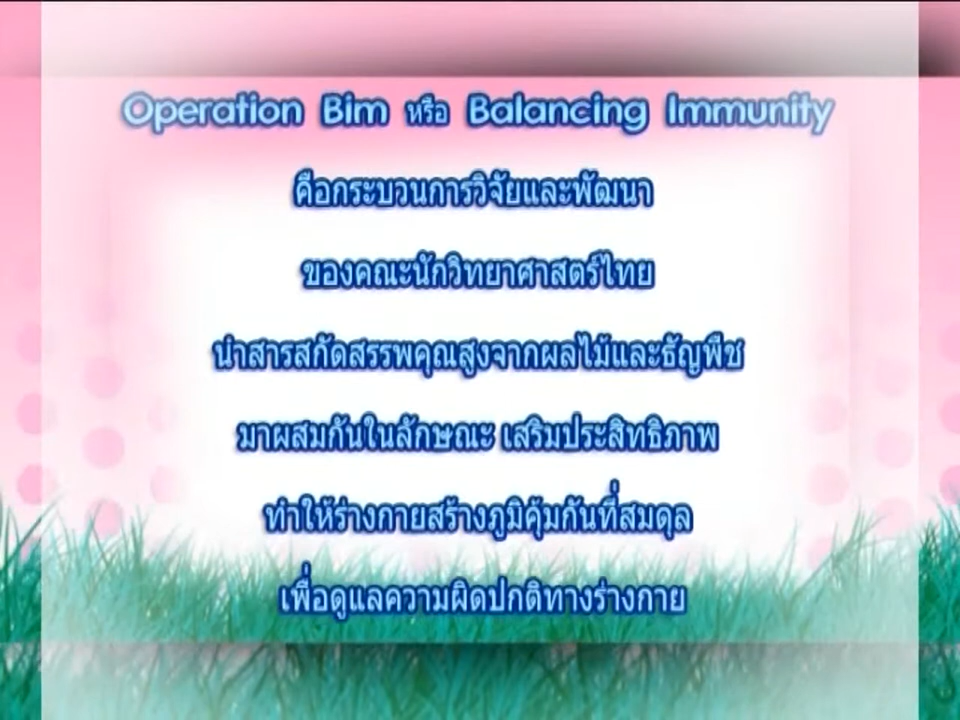 Operation Bim หรือ Balancing Immunity
คือกระบวนการวิจัยและพัฒนา
ของคณะนักวิทยาศาสตร์ไทย
นำสารสกัดสรรพคุณสูงจากผลไม้และธัญพืช
มาผสมกันในลักษณะ เสริมประสิทธิภาพ
ทำให้ร่างกายสร้างภูมิคุ้มกันที่สมดุล
เพื่อดูแลความผิดปกติทางร่างกาย